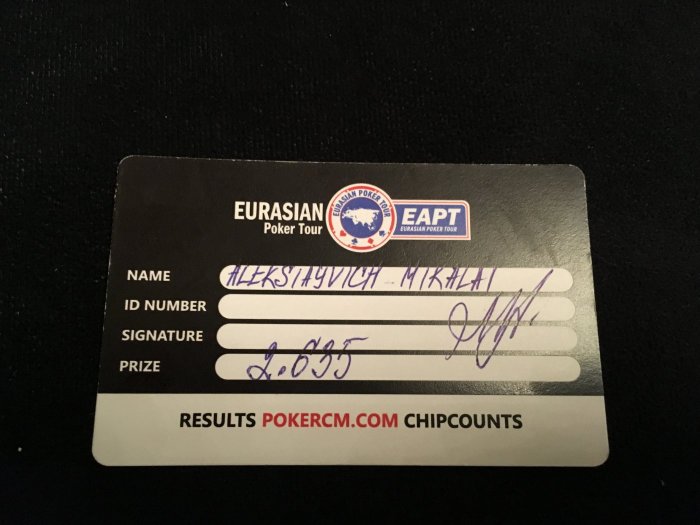 EURASIAN
Poker Tour
EURASIAN POKER TOUR
EAPT
EURASIAN POKER TOUR
NAME ALEKSIAYVICH MIKALAI
ID NUMBER
SIGNATURE
PRIZE 2.635
RESULTS POKERCM.COM CHIPCOUNTS